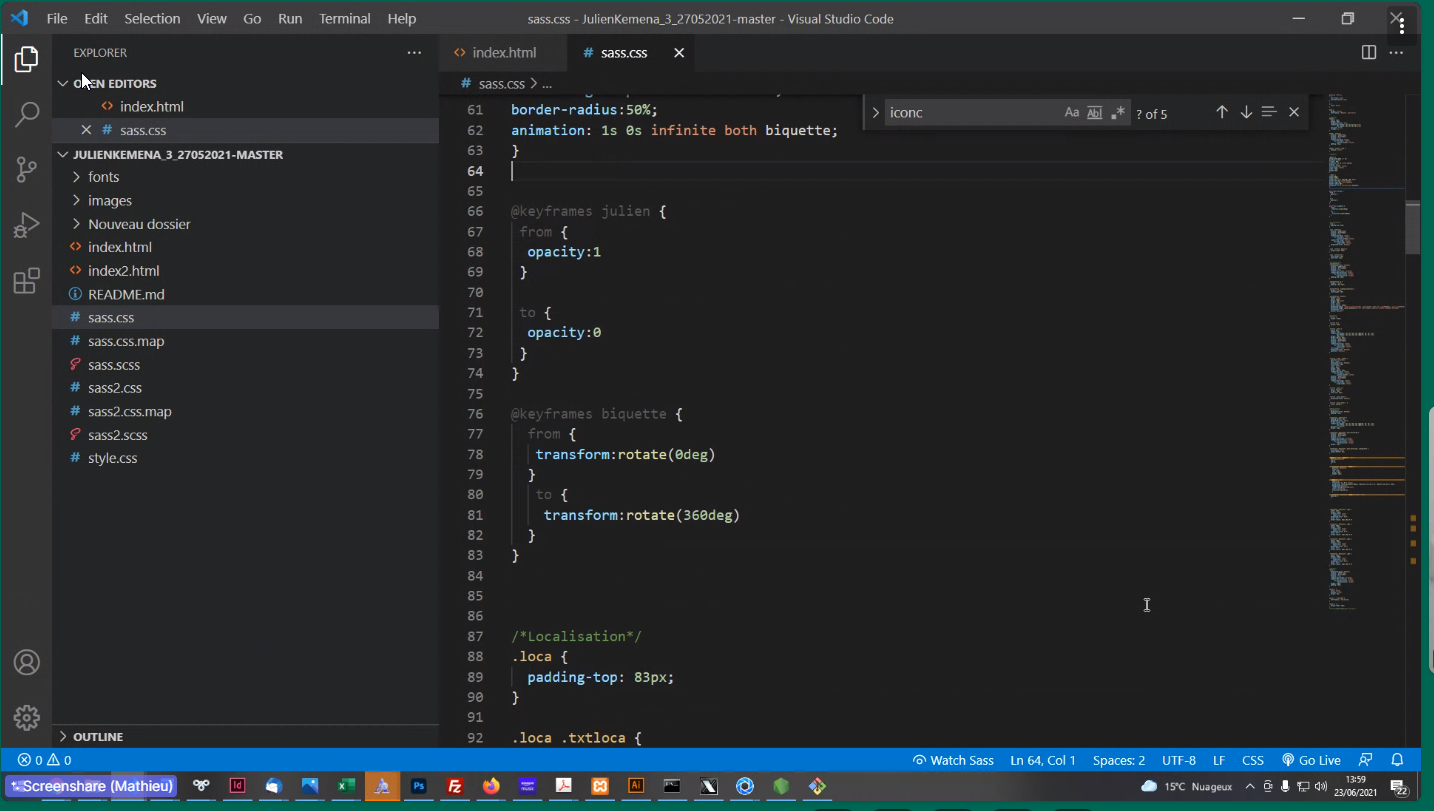 File Edit Selection View Go Run Terminal Help
sass.css - JulienKemena_3_27052021-master - Visual Studio Code
EXPLORER
OPEN EDITORS
index.html
sass.css
JULIENKEMENA_3_27052021-MASTER
fonts
images
Nouveau dossier
index.html
index2.html
README.md
sass.css
sass.css.map
sass.scss
sass2.css
sass2.css.map
sass2.scss
style.css
OUTLINE
index.html
# sass.css
# sass.css > ...
iconc
Aa
? of 5
61 border-radius:50%;
62 animation: 1s 0s infinite both biquette;
63 }
64
65
66 @keyframes julien {
67 from {
68 opacity:1
69 }
70
71 to {
72 opacity:0
73 }
74 }
75
76 @keyframes biquette {
77 from {
78 transform:rotate(0deg)
79 }
80 to {
81 transform:rotate(360deg)
82 }
83 }
84
85
86
87 /*Localisation*/
88 .loca {
89 padding-top: 83px;
90 }
91
92 .loca .txtloca {
0 0
Watch Sass Ln 64, Col 1 Spaces: 2 UTF-8 LF CSS Go Live
Screenshare (Mathieu)
15°C Nuageux
13:59
23/06/2021
22